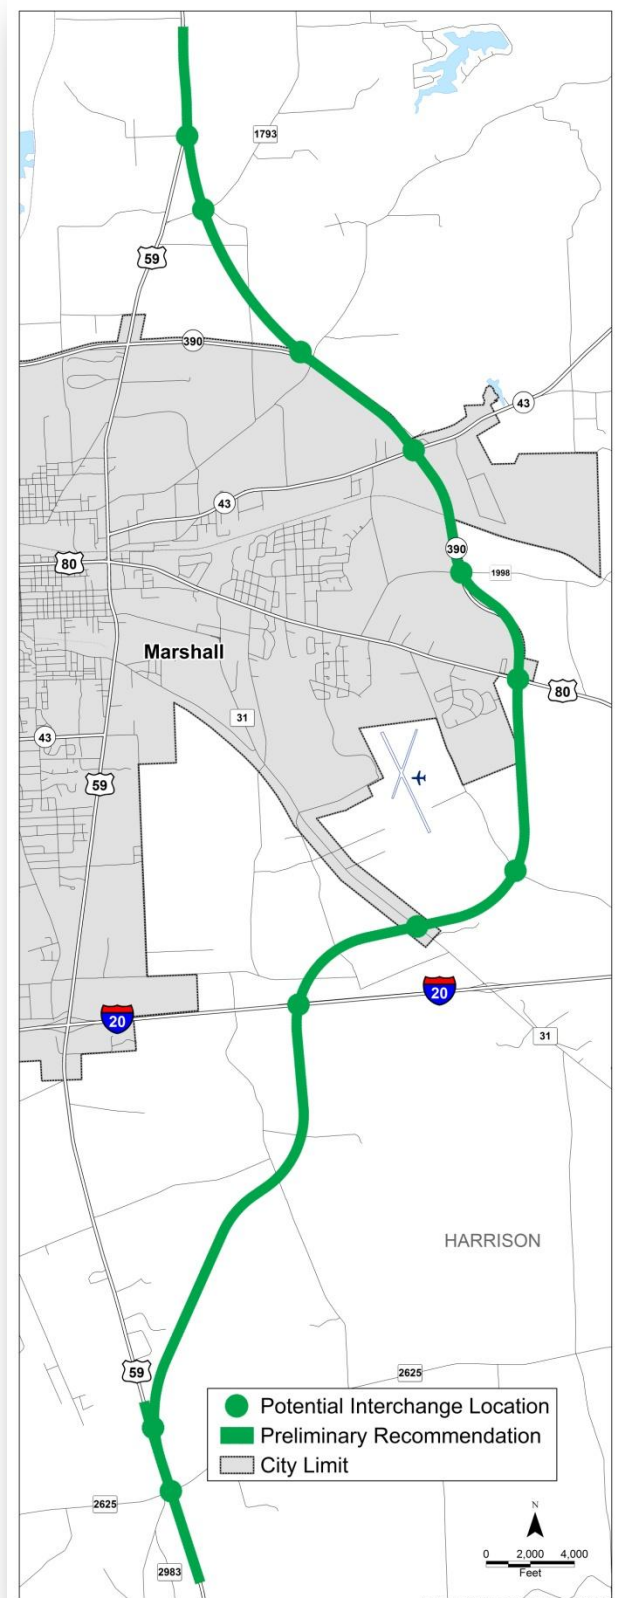 1793
59
390
43
43
390
80
1998
Marshall
80
31
43
59
20
20
31
HARRISON
59
2625
Potential Interchange Location
Preliminary Recommendation
City Limit
2625
N
0 2,000 4,000
Feet
2983